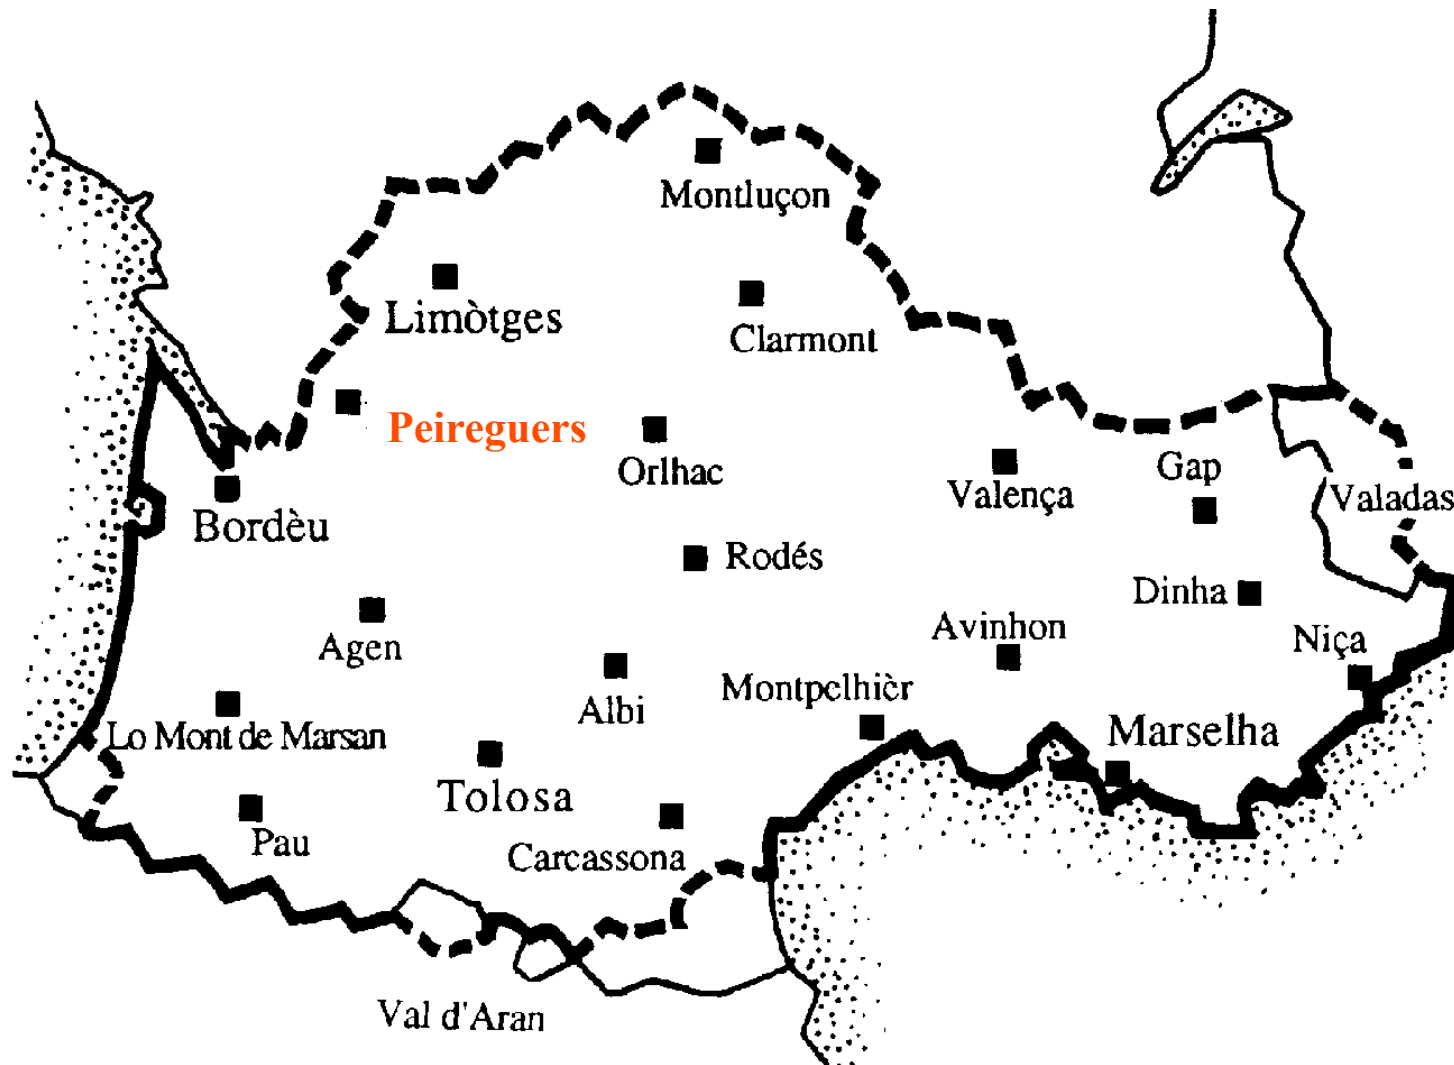 Montluçon
Limòtges
Clarmont
Peireguers
Orlhac
Gap
Valença
Valadas
Bordèu
Rodés
Dinha
Avinhon
Agen
Niça
Montpelhièr
Albi
Lo Mont de Marsan
Marselha
Tolosa
Pau
Carcassona
Val d'Aran